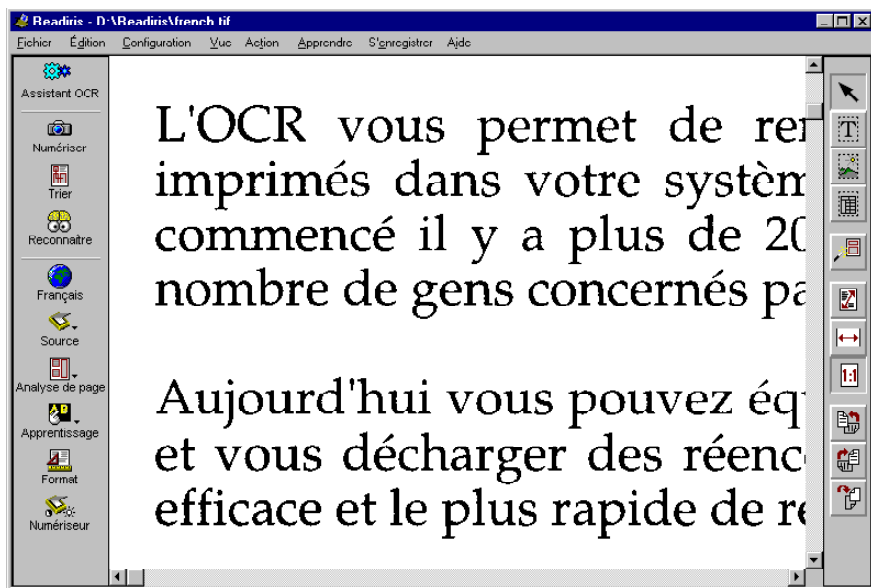 Readiris - D:\Readiris\french.tif
Fichier Édition Configuration Vue Action Apprendre S'enregistrer Aide
Assistant OCR
Numériser
Trier
Reconnaître
Français
Source
Analyse de page
Apprentissage
Format
Numériseur
L'OCR vous permet de rer
imprimés dans votre systèm
commencé il y a plus de 20
nombre de gens concernés pa
Aujourd'hui vous pouvez éq
et vous décharger des réenc
efficace et le plus rapide de re
T
1:1